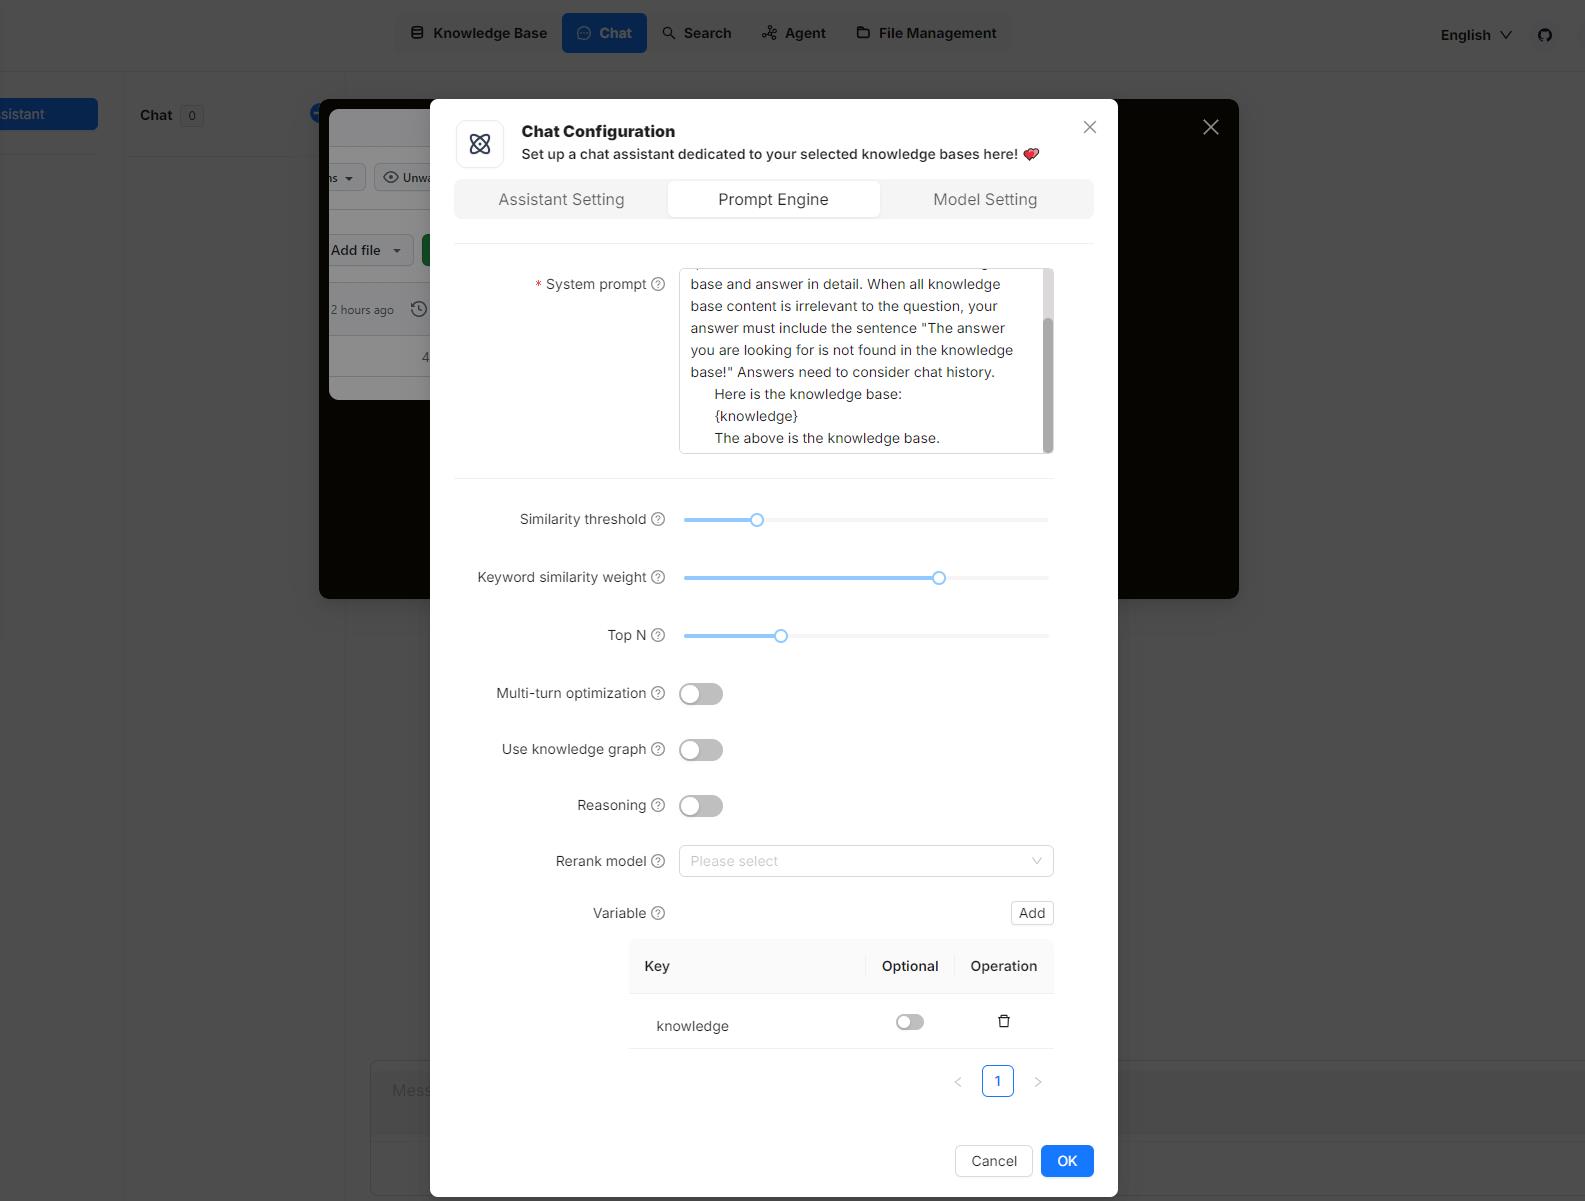 Knowledge Base
Chat
Search
Agent
File Management
English
sistant
Chat 0
Add file
2 hours ago
4
Chat Configuration
Set up a chat assistant dedicated to your selected knowledge bases here! 💕
Assistant Setting
Prompt Engine
Model Setting
* System prompt
base and answer in detail. When all knowledge
base content is irrelevant to the question, your
answer must include the sentence "The answer
you are looking for is not found in the knowledge
base!" Answers need to consider chat history.
Here is the knowledge base:
{knowledge}
The above is the knowledge base.
Similarity threshold
Keyword similarity weight
Top N
Multi-turn optimization
Use knowledge graph
Reasoning
Rerank model
Please select
Variable
Add
Key Optional Operation
knowledge
1
Cancel
OK